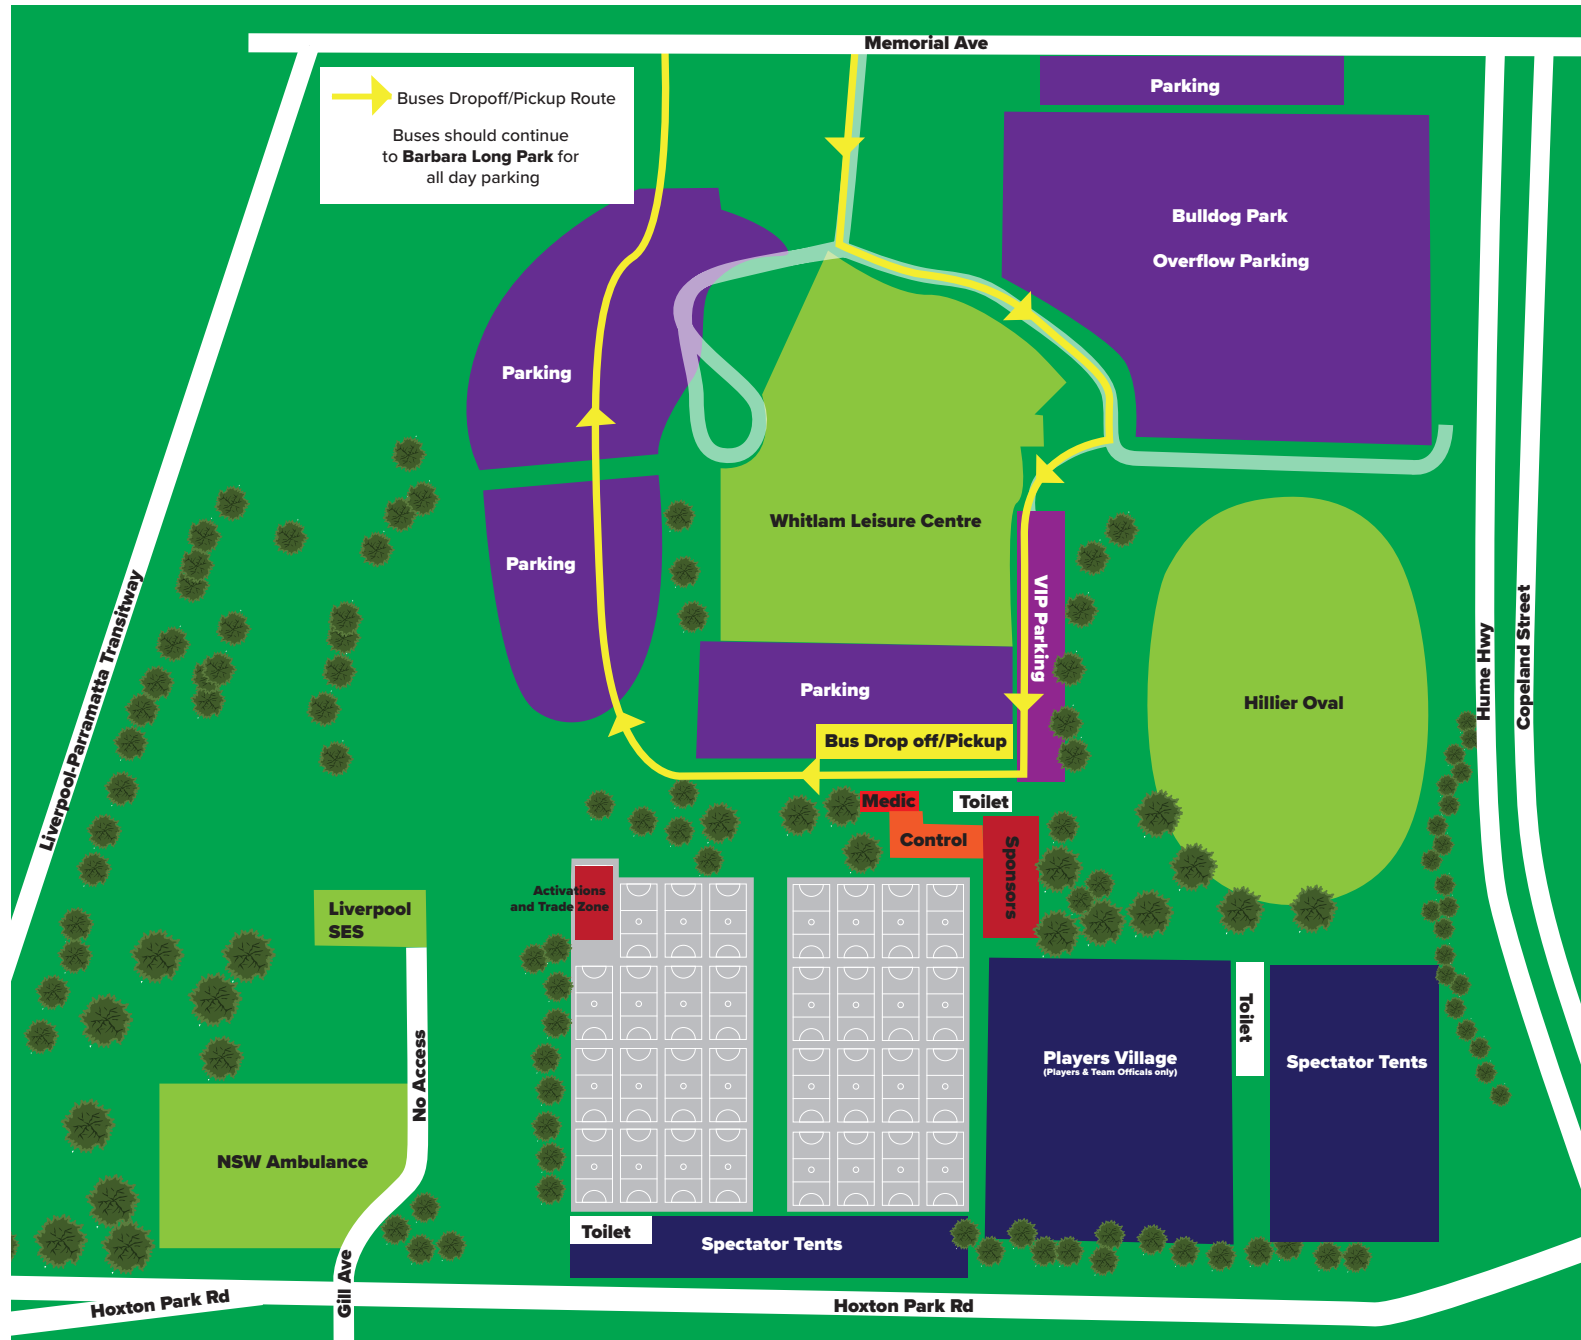 Memorial Ave
Parking
Buses Dropoff/Pickup Route
Buses should continue
to Barbara Long Park for
all day parking
Bulldog Park
Overflow Parking
Parking
Whitlam Leisure Centre
Parking
VIP Parking
Liverpool-Parramatta Transitway
Hume Hwy
Copeland Street
Parking
Hillier Oval
Bus Drop off/Pickup
Medic
Toilet
Control
Sponsors
Activations
and Trade Zone
Liverpool
SES
No Access
Toilet
Players Village
(Players & Team Officals only)
Spectator Tents
NSW Ambulance
Toilet
Spectator Tents
Gill Ave
Hoxton Park Rd
Hoxton Park Rd